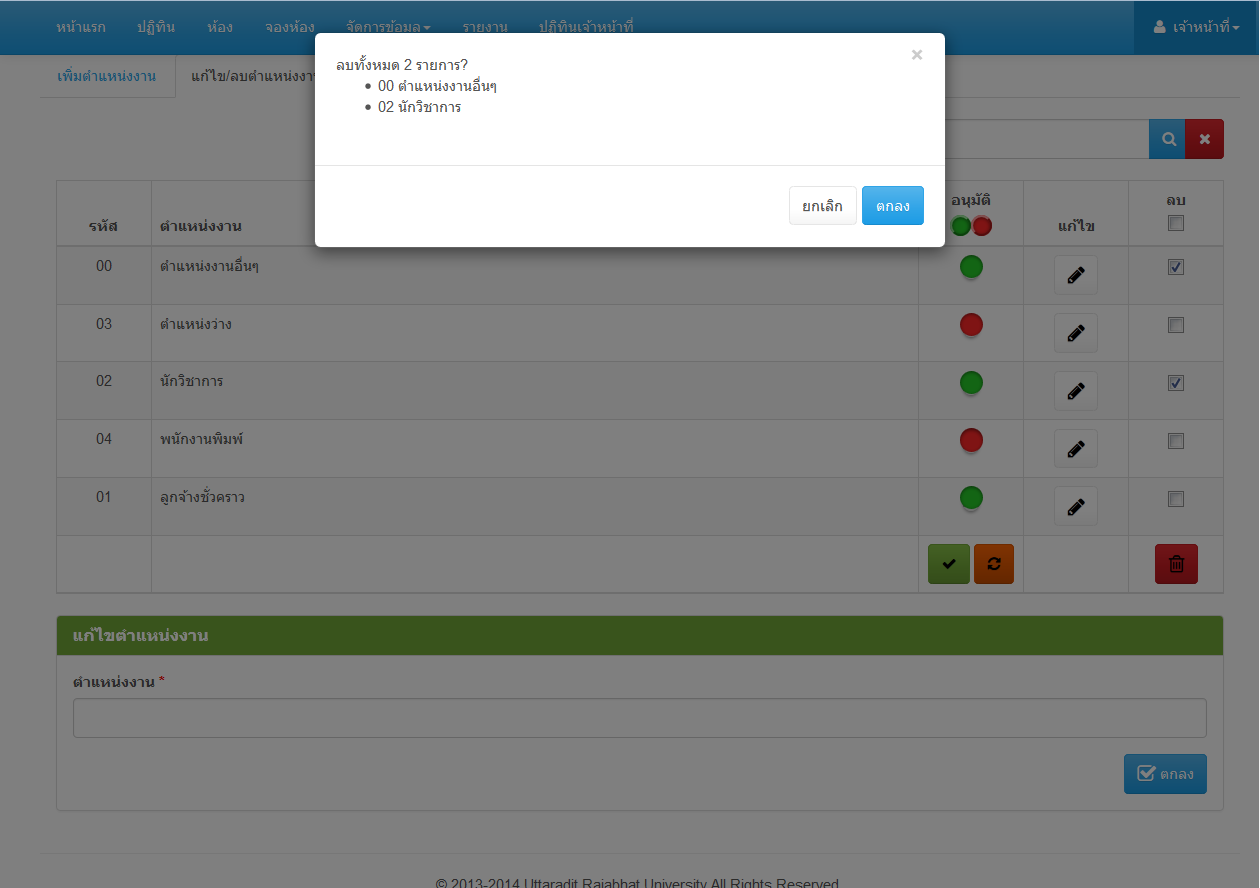 หน้าแรก ปฏิทิน ห้อง จองห้อง จัดการข้อมูล รายงาน ปฏิทินเจ้าหน้าที่ เจ้าหน้าที่
เพิ่มตำแหน่งงาน แก้ไข/ลบตำแหน่งงาน
ลบทั้งหมด 2 รายการ?
00 ตำแหน่งงานอื่นๆ
02 นักวิชาการ
ยกเลิก ตกลง
รหัส ตำแหน่งงาน อนุมัติ แก้ไข ลบ
00 ตำแหน่งงานอื่นๆ
03 ตำแหน่งว่าง
02 นักวิชาการ
04 พนักงานพิมพ์
01 ลูกจ้างชั่วคราว
แก้ไขตำแหน่งงาน
ตำแหน่งงาน *
ตกลง
© 2013-2014 Uttaradit Rajabhat University All Rights Reserved